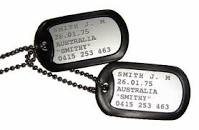 SMITH J. M
26.01.75
AUSTRALIA
"SMITHY"
0415 253 463
SMITH J. M
26.01.75
AUSTRALIA
"SMITHY"
0415 253 463